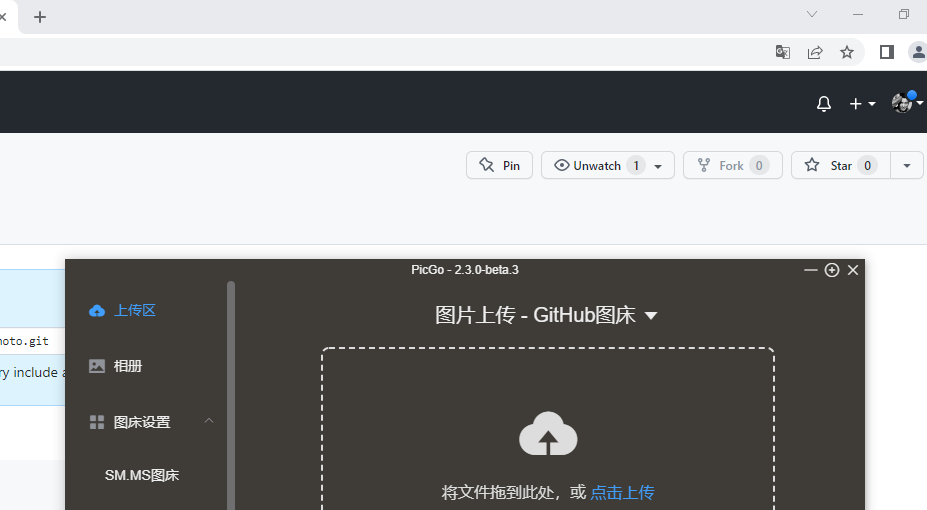 Pin
Unwatch 1
Fork 0
Star 0
PicGo - 2.3.0-beta.3
上传区
图片上传 - GitHub图床
oto.git
相册
ry include
图床设置
SM.MS图床
将文件拖到此处，或 点击上传